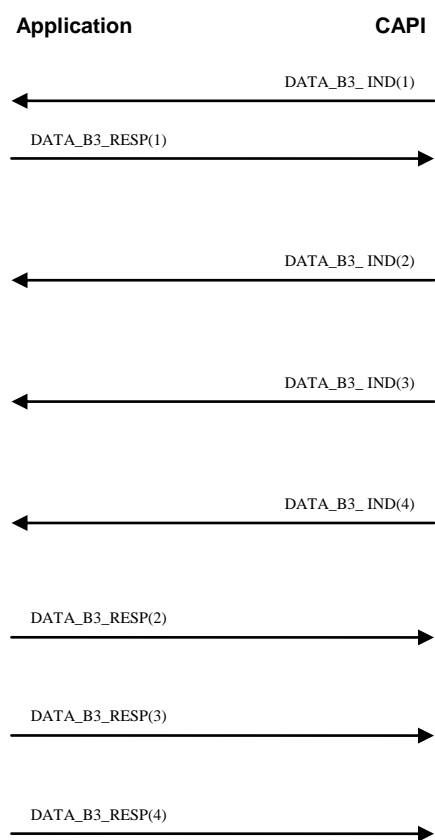 Application CAPI
DATA_B3_ IND(1)
DATA_B3_RESP(1)
DATA_B3_ IND(2)
DATA_B3_ IND(3)
DATA_B3_ IND(4)
DATA_B3_RESP(2)
DATA_B3_RESP(3)
DATA_B3_RESP(4)